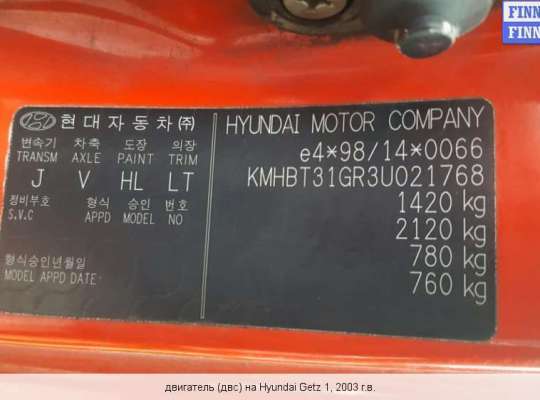 FINN
FINN
현대자동차㈜
HYUNDAI MOTOR COMPANY
변속기 차축 도장 의장
TRANSM AXLE PAINT TRIM
J V HL LT
정비부호 형식 승인 번호
S.V.C APPD MODEL NO
형식승인년월일
MODEL APPD DATE:
e4*98/14*0066
KMHBT31GR3U021768
1420 kg
2120 kg
780 kg
760 kg
двигатель (двс) на Hyundai Getz 1, 2003 г.в.